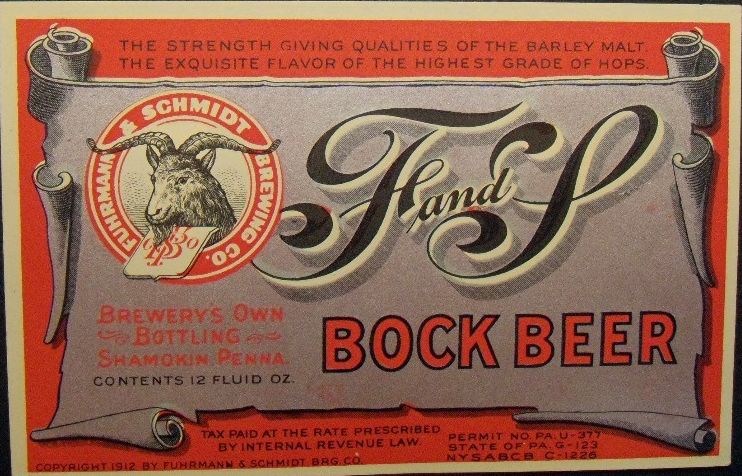 THE STRENGTH GIVING QUALITIES OF THE BARLEY MALT.
THE EXQUISITE FLAVOR OF THE HIGHEST GRADE OF HOPS.
FUHRMANN & SCHMIDT BREWING CO.
F and S
BREWERY'S OWN
BOTTLING
SHAMOKIN PENNA.
CONTENTS 12 FLUID OZ.
BOCK BEER
TAX PAID AT THE RATE PRESCRIBED
BY INTERNAL REVENUE LAW.
PERMIT NO. PA. U-377
STATE OF PA. G-123
NYSABCB C-1226
COPYRIGHT 1912 BY FUHRMANN & SCHMIDT BRG. CO.